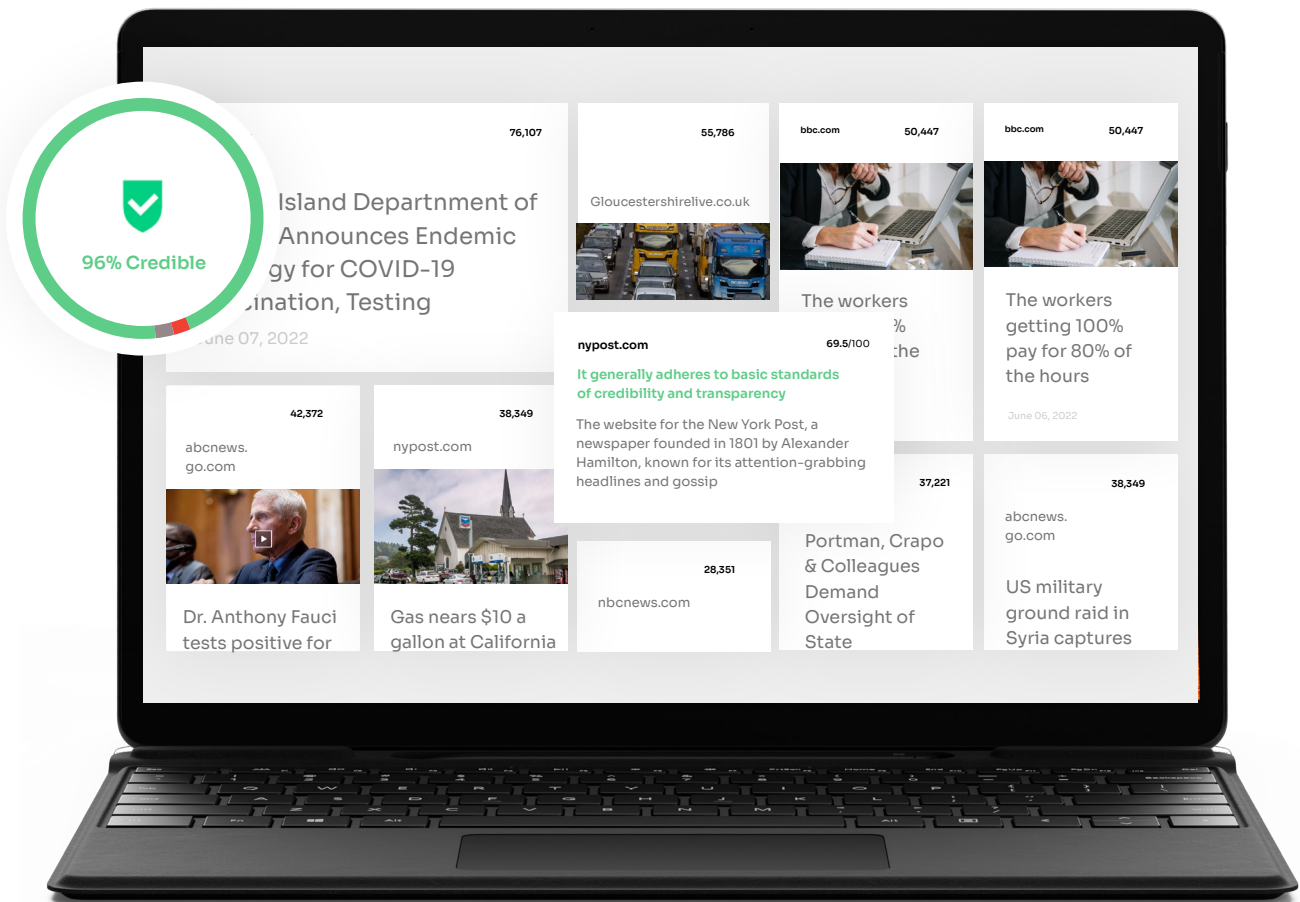 96% Credible
76,107
Island Departnment of
Announces Endemic
gy for COVID-19
cination, Testing
une 07, 2022
55,786
Gloucestershirelive.co.uk
bbc.com 50,447
The workers
%
the
bbc.com 50,447
The workers
getting 100%
pay for 80% of
the hours
June 06, 2022
nypost.com 69.5/100
It generally adheres to basic standards
of credibility and transparency
The website for the New York Post, a
newspaper founded in 1801 by Alexander
Hamilton, known for its attention-grabbing
headlines and gossip
42,372
abcnews.
go.com
Dr. Anthony Fauci
tests positive for
38,349
nypost.com
Gas nears $10 a
gallon at California
28,351
nbcnews.com
37,221
Portman, Crapo
& Colleagues
Demand
Oversight of
State
38,349
abcnews.
go.com
US military
ground raid in
Syria captures